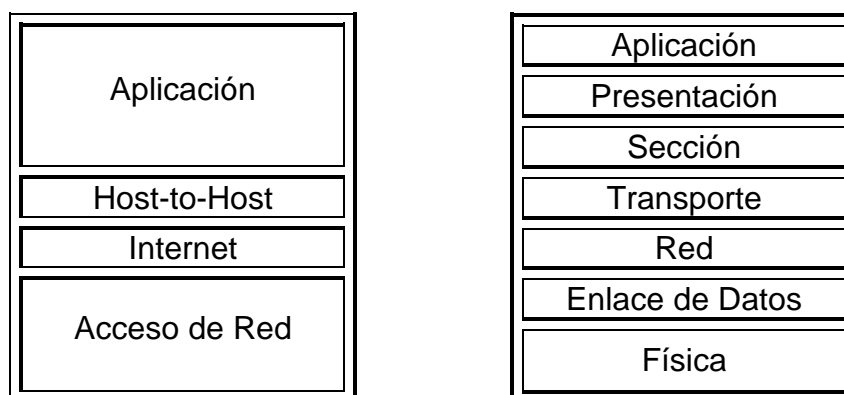 Aplicación
Host-to-Host
Internet
Acceso de Red
Aplicación
Presentación
Sección
Transporte
Red
Enlace de Datos
Física